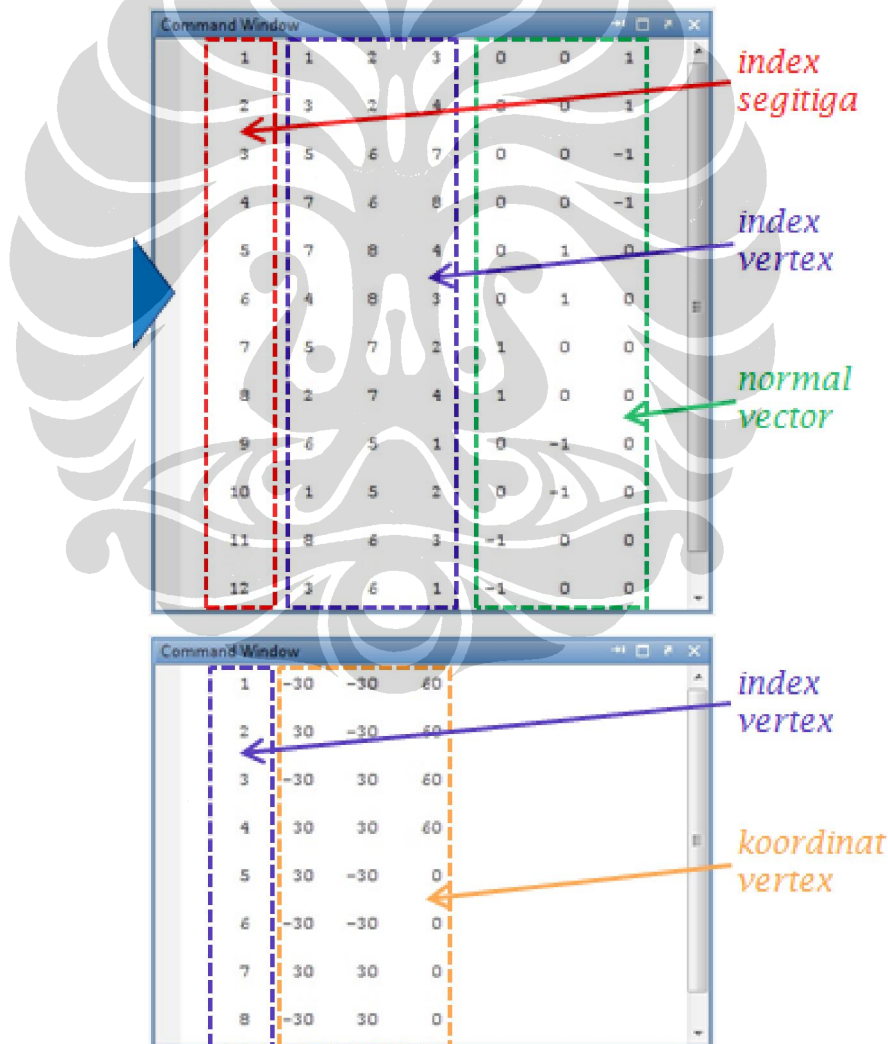 Command Window
1 1 2 3 0 0 1
index
segitiga
2 3 2 4 0 0 1
3 5 6 7 0 0 -1
4 7 6 8 0 0 -1
index
vertex
5 7 8 4 0 1 0
6 4 8 3 0 1 0
7 5 7 2 1 0 0
normal
vector
8 2 7 4 1 0 0
9 6 5 1 0 -1 0
10 1 5 2 0 -1 0
11 8 6 3 -1 0 0
12 3 6 1 -1 0 0
Command Window
1 -30 -30 60
index
vertex
2 30 -30 60
3 -30 30 60
4 30 30 60
koordinat
vertex
5 30 -30 0
6 -30 -30 0
7 30 30 0
8 -30 30 0